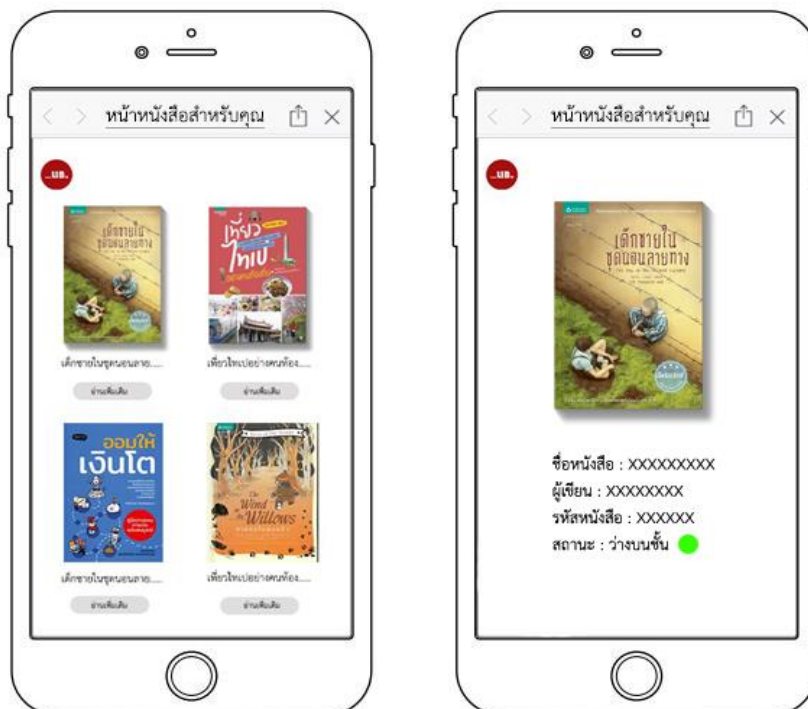 หน้าหนังสือสำหรับคุณ
...มช.
เด็กชายใน
ชุดนอนลายทาง
เที่ยว
ไทเป
เด็กชายในชุดนอนลาย.....
เที่ยวไทเปอย่างคนท้อง.....
อ่านเพิ่มเติม
อ่านเพิ่มเติม
ออมให้
เงินโต
The
Wind
in the
Willows
เด็กชายในชุดนอนลาย.....
เที่ยวไทเปอย่างคนท้อง.....
อ่านเพิ่มเติม
อ่านเพิ่มเติม
หน้าหนังสือสำหรับคุณ
...มช.
เด็กชายใน
ชุดนอนลายทาง
ชื่อหนังสือ : XXXXXXXXX
ผู้เขียน : XXXXXXXX
รหัสหนังสือ : XXXXXX
สถานะ : ว่างบนชั้น